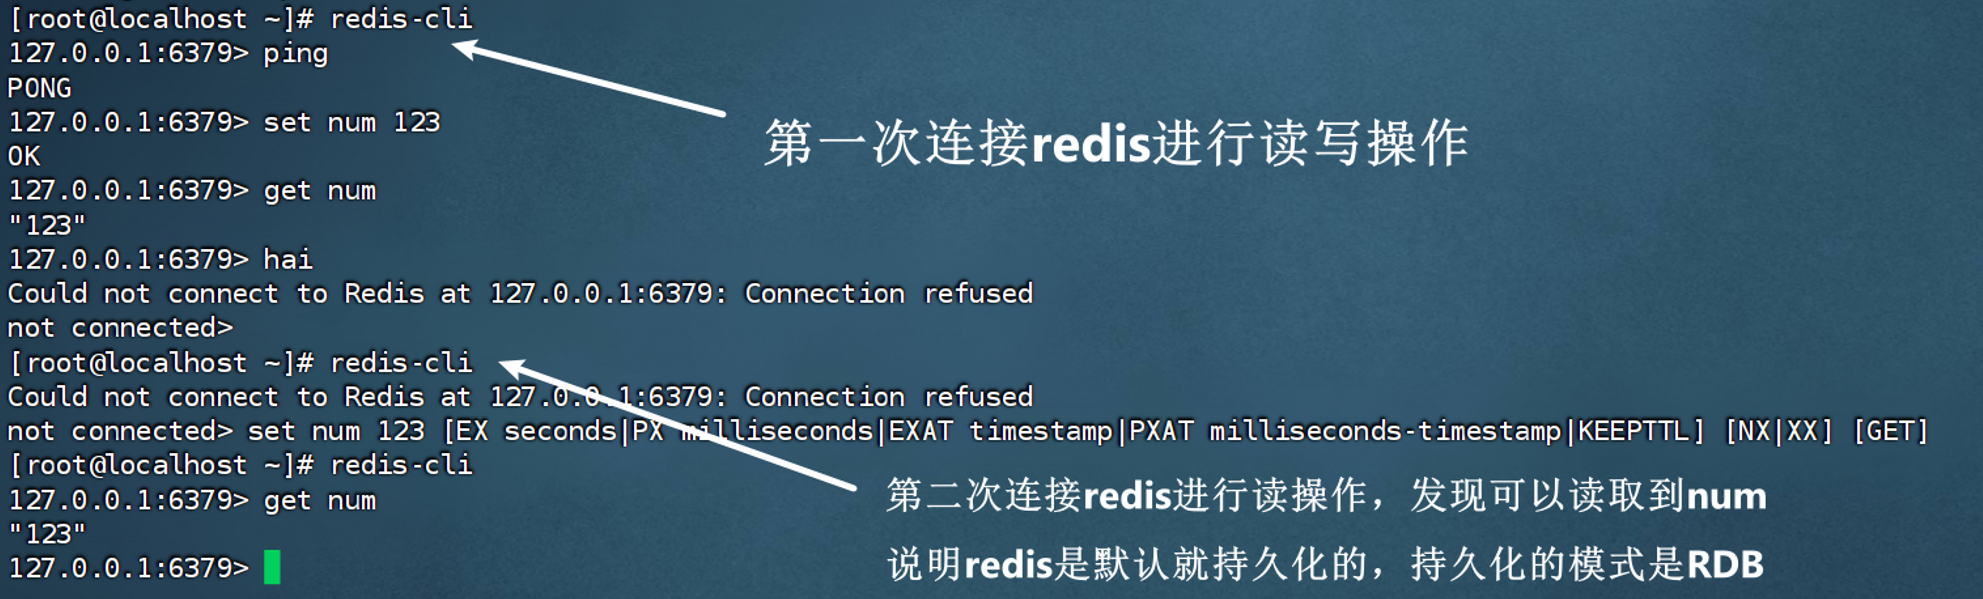 [root@localhost ~]# redis-cli
127.0.0.1:6379> ping
PONG
127.0.0.1:6379> set num 123
OK
127.0.0.1:6379> get num
"123"
127.0.0.1:6379> hai
Could not connect to Redis at 127.0.0.1:6379: Connection refused
not connected>
[root@localhost ~]# redis-cli
Could not connect to Redis at 127.0.0.1:6379: Connection refused
not connected> set num 123 [EX seconds|PX milliseconds|EXAT timestamp|PXAT milliseconds-timestamp|KEEPTTL] [NX|XX] [GET]
[root@localhost ~]# redis-cli
127.0.0.1:6379> get num
"123"
127.0.0.1:6379>
第一次连接redis进行读写操作
第二次连接redis进行读操作，发现可以读取到num
说明redis是默认就持久化的，持久化的模式是RDB